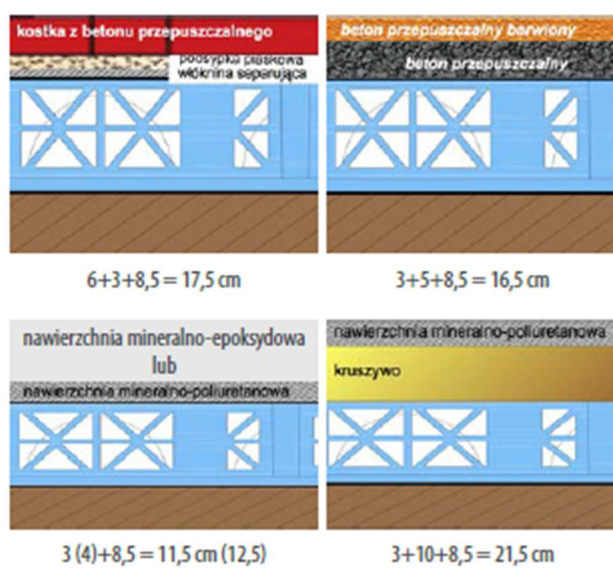 kostka z betonu przepuszczalnego
podsypka piaskowa
włóknina separująca
6+3+8,5 = 17,5 cm
beton przepuszczalny barwiony
beton przepuszczalny
3+5+8,5 = 16,5 cm
nawierzchnia mineralno-epoksydowa
lub
nawierzchnia mineralno-poliuretanowa
3 (4)+8,5 = 11,5 cm (12,5)
nawierzchnia mineralno-poliuretanowa
kruszywo
3+10+8,5 = 21,5 cm